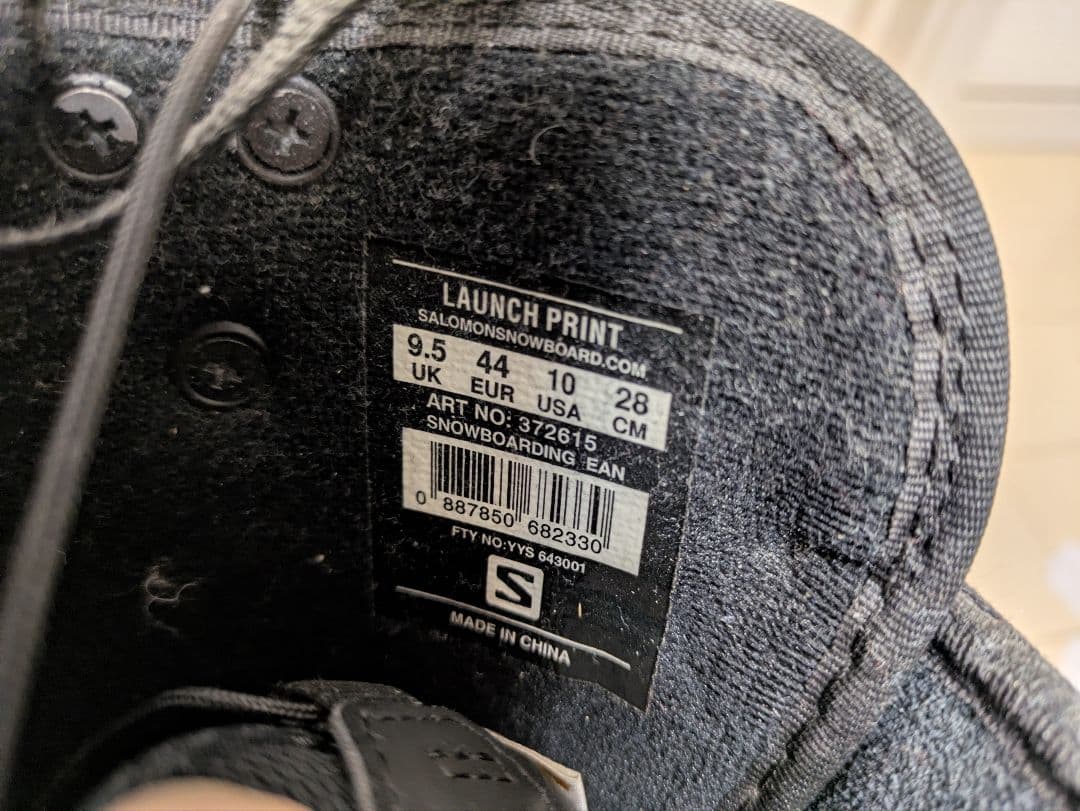 LAUNCH PRINT
SALOMONSNOWBOARD.COM
9.5 44 10 28
UK EUR USA CM
ART NO: 372615
SNOWBOARDING EAN
0 887850 682330
FTY NO:YYS 643001
S
MADE IN CHINA